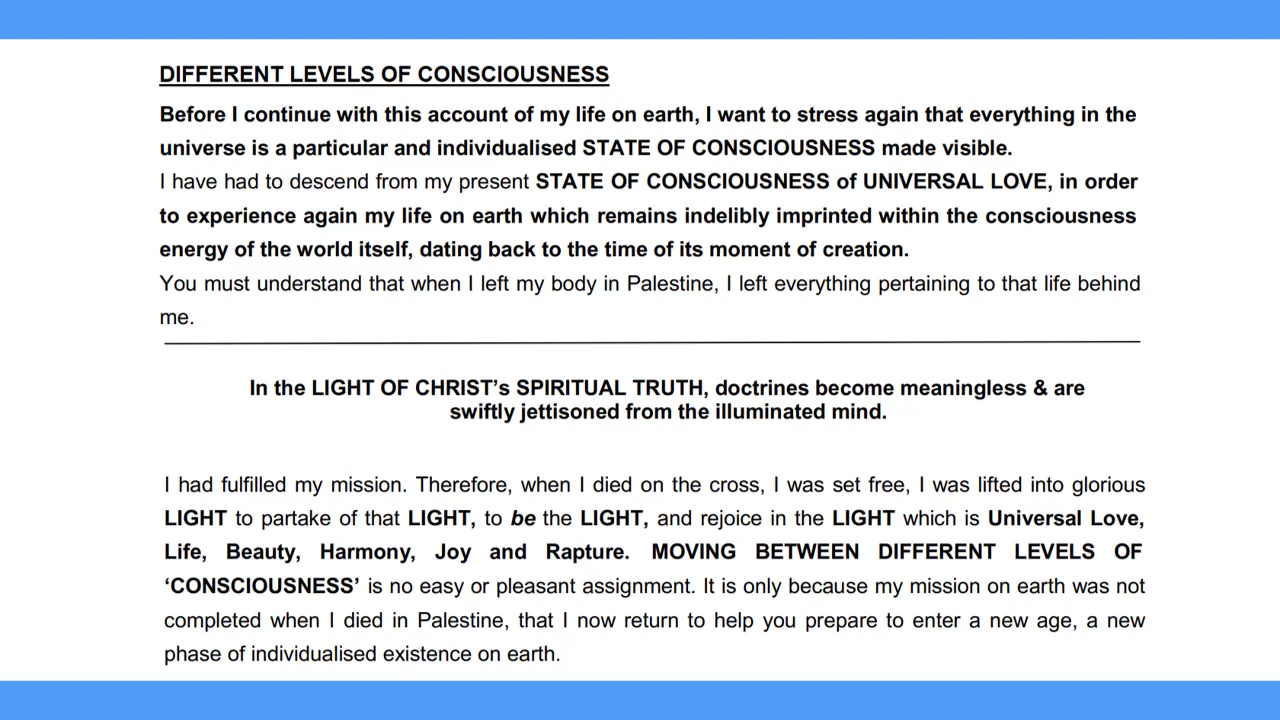 DIFFERENT LEVELS OF CONSCIOUSNESS
Before I continue with this account of my life on earth, I want to stress again that everything in the
universe is a particular and individualised STATE OF CONSCIOUSNESS made visible.
I have had to descend from my present STATE OF CONSCIOUSNESS of UNIVERSAL LOVE, in order
to experience again my life on earth which remains indelibly imprinted within the consciousness
energy of the world itself, dating back to the time of its moment of creation.
You must understand that when I left my body in Palestine, I left everything pertaining to that life behind
me.
In the LIGHT OF CHRIST’s SPIRITUAL TRUTH, doctrines become meaningless & are
swiftly jettisoned from the illuminated mind.
I had fulfilled my mission. Therefore, when I died on the cross, I was set free, I was lifted into glorious
LIGHT to partake of that LIGHT, to be the LIGHT, and rejoice in the LIGHT which is Universal Love,
Life, Beauty, Harmony, Joy and Rapture. MOVING BETWEEN DIFFERENT LEVELS OF
‘CONSCIOUSNESS’ is no easy or pleasant assignment. It is only because my mission on earth was not
completed when I died in Palestine, that I now return to help you prepare to enter a new age, a new
phase of individualised existence on earth.